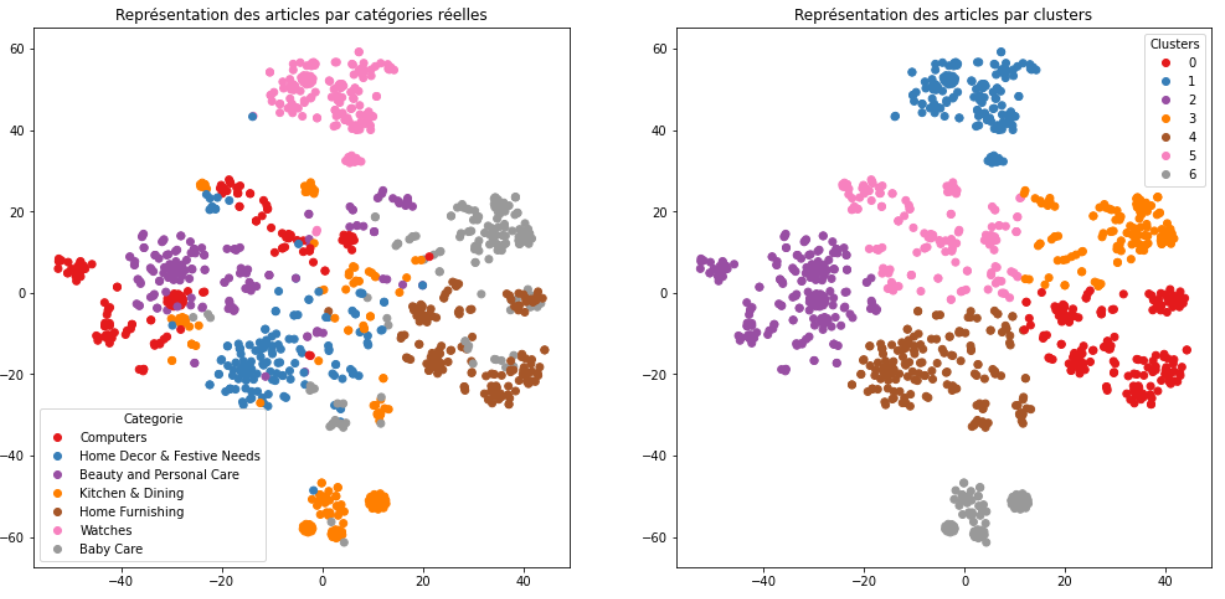 Représentation des articles par catégories réelles
60
40
20
0
−20
−40
−60
−40
−20
0
20
40
Categorie
Computers
Home Decor & Festive Needs
Beauty and Personal Care
Kitchen & Dining
Home Furnishing
Watches
Baby Care
Représentation des articles par clusters
60
40
20
0
−20
−40
−60
−40
−20
0
20
40
Clusters
0
1
2
3
4
5
6